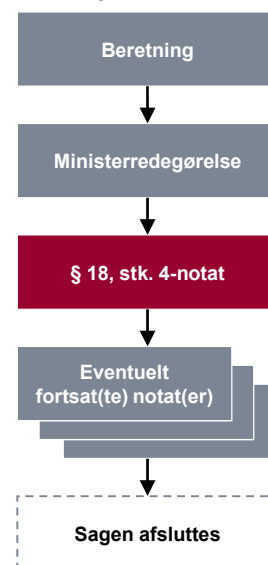 Beretning
Ministerredegørelse
§ 18, stk. 4-notat
Eventuelt
fortsat(te) notat(er)
Sagen afsluttes